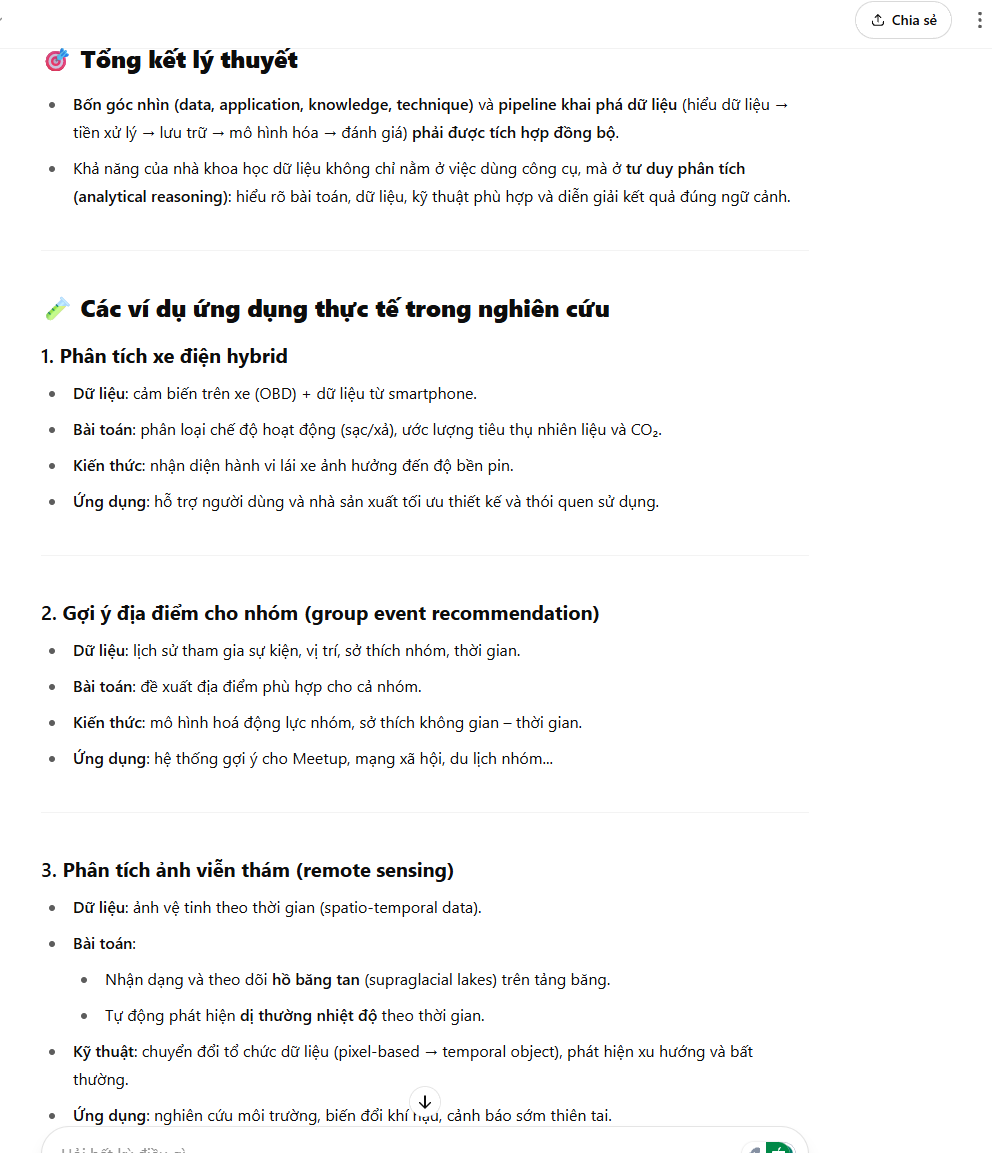 Chia sẻ
🎯 Tổng kết lý thuyết
• Bốn góc nhìn (data, application, knowledge, technique) và pipeline khai phá dữ liệu (hiểu dữ liệu →
tiền xử lý → lưu trữ → mô hình hóa → đánh giá) phải được tích hợp đồng bộ.
• Khả năng của nhà khoa học dữ liệu không chỉ nằm ở việc dùng công cụ, mà ở tư duy phân tích
(analytical reasoning): hiểu rõ bài toán, dữ liệu, kỹ thuật phù hợp và diễn giải kết quả đúng ngữ cảnh.
🧪 Các ví dụ ứng dụng thực tế trong nghiên cứu
1. Phân tích xe điện hybrid
• Dữ liệu: cảm biến trên xe (OBD) + dữ liệu từ smartphone.
• Bài toán: phân loại chế độ hoạt động (sạc/xả), ước lượng tiêu thụ nhiên liệu và CO₂.
• Kiến thức: nhận diện hành vi lái xe ảnh hưởng đến độ bền pin.
• Ứng dụng: hỗ trợ người dùng và nhà sản xuất tối ưu thiết kế và thói quen sử dụng.
2. Gợi ý địa điểm cho nhóm (group event recommendation)
• Dữ liệu: lịch sử tham gia sự kiện, vị trí, sở thích nhóm, thời gian.
• Bài toán: đề xuất địa điểm phù hợp cho cả nhóm.
• Kiến thức: mô hình hoá động lực nhóm, sở thích không gian – thời gian.
• Ứng dụng: hệ thống gợi ý cho Meetup, mạng xã hội, du lịch nhóm...
3. Phân tích ảnh viễn thám (remote sensing)
• Dữ liệu: ảnh vệ tinh theo thời gian (spatio-temporal data).
• Bài toán:
• Nhận dạng và theo dõi hồ băng tan (supraglacial lakes) trên tảng băng.
• Tự động phát hiện dị thường nhiệt độ theo thời gian.
• Kỹ thuật: chuyển đổi tổ chức dữ liệu (pixel-based → temporal object), phát hiện xu hướng và bất
thường.
• Ứng dụng: nghiên cứu môi trường, biến đổi khí hậu, cảnh báo sớm thiên tai.